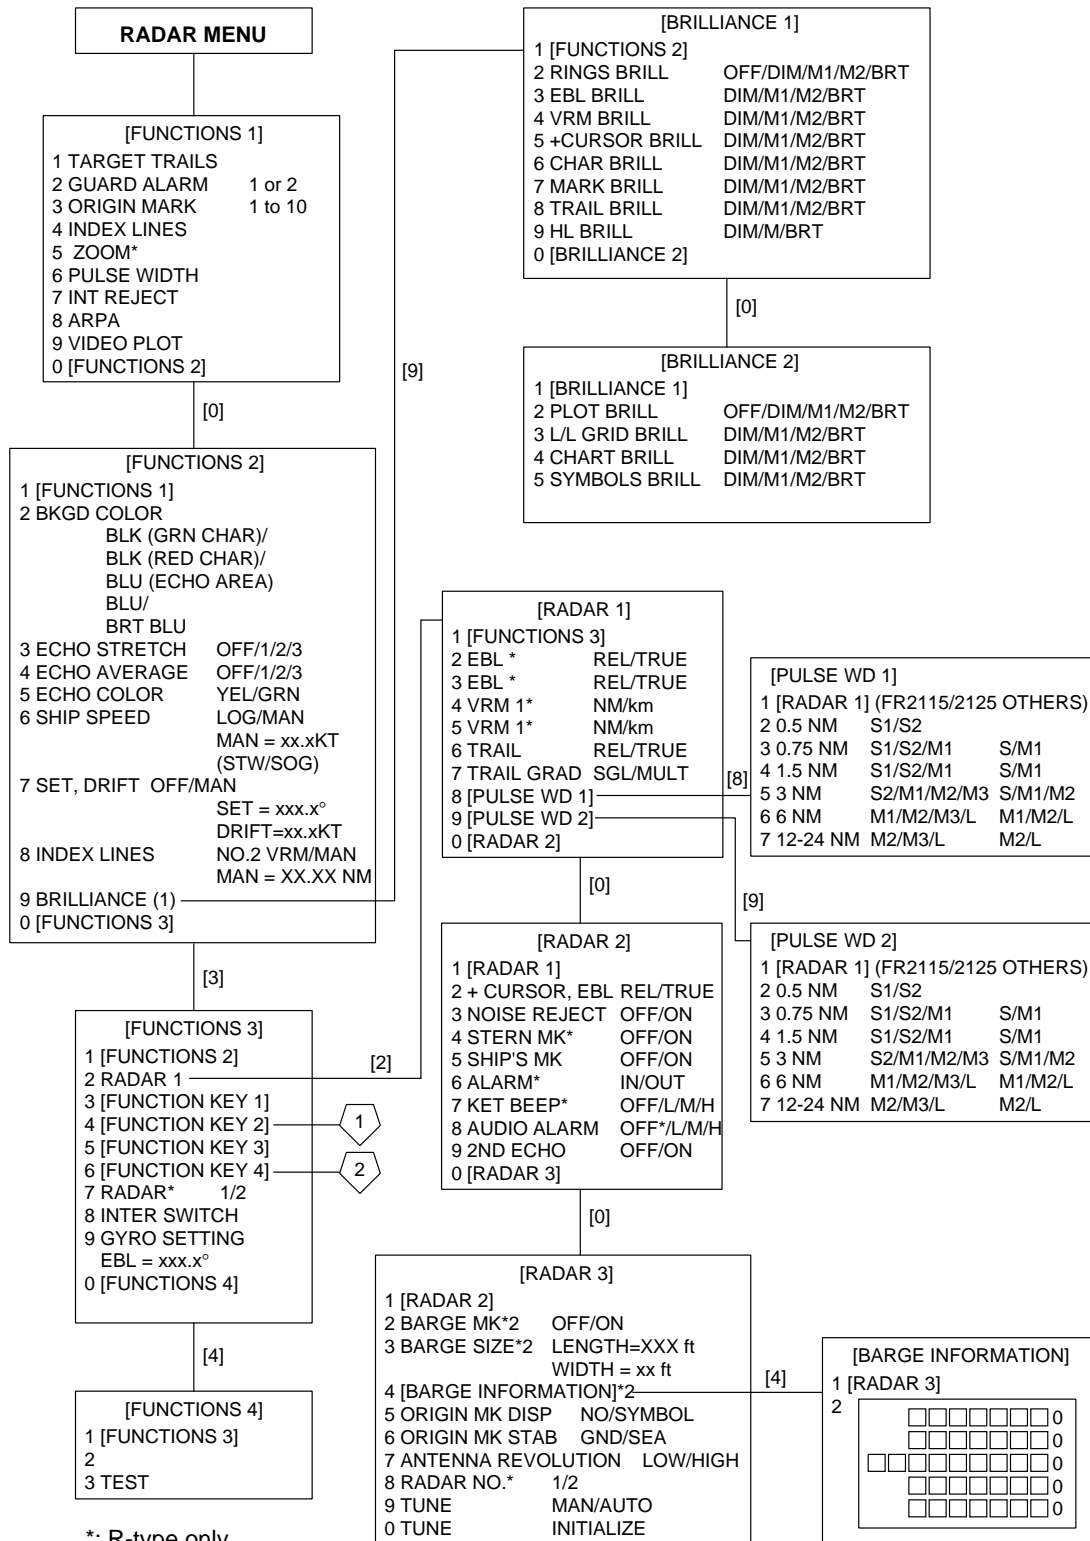 RADAR MENU
[FUNCTIONS 1]
1 TARGET TRAILS
2 GUARD ALARM 1 or 2
3 ORIGIN MARK 1 to 10
4 INDEX LINES
5 ZOOM*
6 PULSE WIDTH
7 INT REJECT
8 ARPA
9 VIDEO PLOT
0 [FUNCTIONS 2]
[0]
[FUNCTIONS 2]
1 [FUNCTIONS 1]
2 BKGD COLOR
BLK (GRN CHAR)/
BLK (RED CHAR)/
BLU (ECHO AREA)
BLU/
BRT BLU
3 ECHO STRETCH OFF/1/2/3
4 ECHO AVERAGE OFF/1/2/3
5 ECHO COLOR YEL/GRN
6 SHIP SPEED LOG/MAN
MAN = xx.xKT
(STW/SOG)
7 SET, DRIFT OFF/MAN
SET = xxx.x°
DRIFT=xx.xKT
8 INDEX LINES NO.2 VRM/MAN
MAN = XX.XX NM
9 BRILLIANCE (1)
0 [FUNCTIONS 3]
[3]
[FUNCTIONS 3]
1 [FUNCTIONS 2]
2 RADAR 1
3 [FUNCTION KEY 1]
4 [FUNCTION KEY 2]
5 [FUNCTION KEY 3]
6 [FUNCTION KEY 4]
7 RADAR* 1/2
8 INTER SWITCH
9 GYRO SETTING
EBL = xxx.x°
0 [FUNCTIONS 4]
1
2
[4]
[FUNCTIONS 4]
1 [FUNCTIONS 3]
2
3 TEST
*: R-type only
[9]
[BRILLIANCE 1]
1 [FUNCTIONS 2]
2 RINGS BRILL OFF/DIM/M1/M2/BRT
3 EBL BRILL DIM/M1/M2/BRT
4 VRM BRILL DIM/M1/M2/BRT
5 +CURSOR BRILL DIM/M1/M2/BRT
6 CHAR BRILL DIM/M1/M2/BRT
7 MARK BRILL DIM/M1/M2/BRT
8 TRAIL BRILL DIM/M1/M2/BRT
9 HL BRILL DIM/M/BRT
0 [BRILLIANCE 2]
[0]
[BRILLIANCE 2]
1 [BRILLIANCE 1]
2 PLOT BRILL OFF/DIM/M1/M2/BRT
3 L/L GRID BRILL DIM/M1/M2/BRT
4 CHART BRILL DIM/M1/M2/BRT
5 SYMBOLS BRILL DIM/M1/M2/BRT
[2]
[RADAR 1]
1 [FUNCTIONS 3]
2 EBL * REL/TRUE
3 EBL * REL/TRUE
4 VRM 1* NM/km
5 VRM 1* NM/km
6 TRAIL REL/TRUE
7 TRAIL GRAD SGL/MULT
8 [PULSE WD 1]
9 [PULSE WD 2]
0 [RADAR 2]
[8]
[PULSE WD 1]
1 [RADAR 1] (FR2115/2125 OTHERS)
2 0.5 NM S1/S2
3 0.75 NM S1/S2/M1 S/M1
4 1.5 NM S1/S2/M1 S/M1
5 3 NM S2/M1/M2/M3 S/M1/M2
6 6 NM M1/M2/M3/L M1/M2/L
7 12-24 NM M2/M3/L M2/L
[9]
[PULSE WD 2]
1 [RADAR 1] (FR2115/2125 OTHERS)
2 0.5 NM S1/S2
3 0.75 NM S1/S2/M1 S/M1
4 1.5 NM S1/S2/M1 S/M1
5 3 NM S2/M1/M2/M3 S/M1/M2
6 6 NM M1/M2/M3/L M1/M2/L
7 12-24 NM M2/M3/L M2/L
[0]
[RADAR 2]
1 [RADAR 1]
2 + CURSOR, EBL REL/TRUE
3 NOISE REJECT OFF/ON
4 STERN MK* OFF/ON
5 SHIP'S MK OFF/ON
6 ALARM* IN/OUT
7 KET BEEP* OFF/L/M/H
8 AUDIO ALARM OFF*/L/M/H
9 2ND ECHO OFF/ON
0 [RADAR 3]
[0]
[RADAR 3]
1 [RADAR 2]
2 BARGE MK*2 OFF/ON
3 BARGE SIZE*2 LENGTH=XXX ft
WIDTH = xx ft
4 [BARGE INFORMATION]*2
5 ORIGIN MK DISP NO/SYMBOL
6 ORIGIN MK STAB GND/SEA
7 ANTENNA REVOLUTION LOW/HIGH
8 RADAR NO.* 1/2
9 TUNE MAN/AUTO
0 TUNE INITIALIZE
[4]
[BARGE INFORMATION]
1 [RADAR 3]
2
□□□□□□□0
□□□□□□□0
□□□□□□□□□0
□□□□□□□0
□□□□□□□0